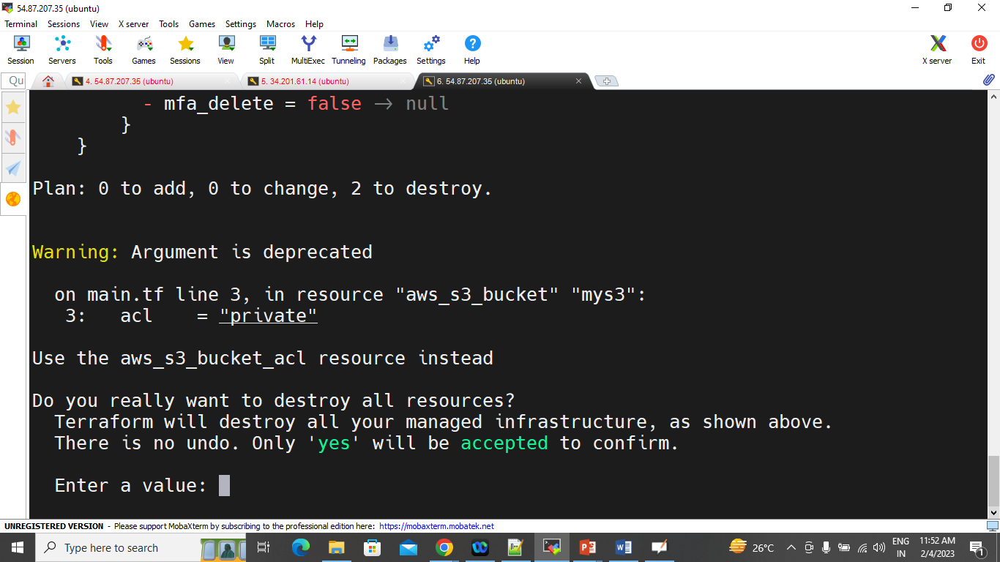 54.87.207.35 (ubuntu)
Terminal Sessions View X server Tools Games Settings Macros Help
Session Servers Tools Games Sessions View Split MultiExec Tunneling Packages Settings Help X server Exit
Qu 4. 54.87.207.35 (ubuntu) 5. 34.201.61.14 (ubuntu) 6. 54.87.207.35 (ubuntu)
- mfa_delete = false -> null
}
}
Plan: 0 to add, 0 to change, 2 to destroy.
Warning: Argument is deprecated
on main.tf line 3, in resource "aws_s3_bucket" "mys3":
3: acl = "private"
Use the aws_s3_bucket_acl resource instead
Do you really want to destroy all resources?
Terraform will destroy all your managed infrastructure, as shown above.
There is no undo. Only 'yes' will be accepted to confirm.
Enter a value:
UNREGISTERED VERSION - Please support MobaXterm by subscribing to the professional edition here: https://mobaxterm.mobatek.net
Type here to search 26°C ENG 11:52 AM
IN 2/4/2023 1